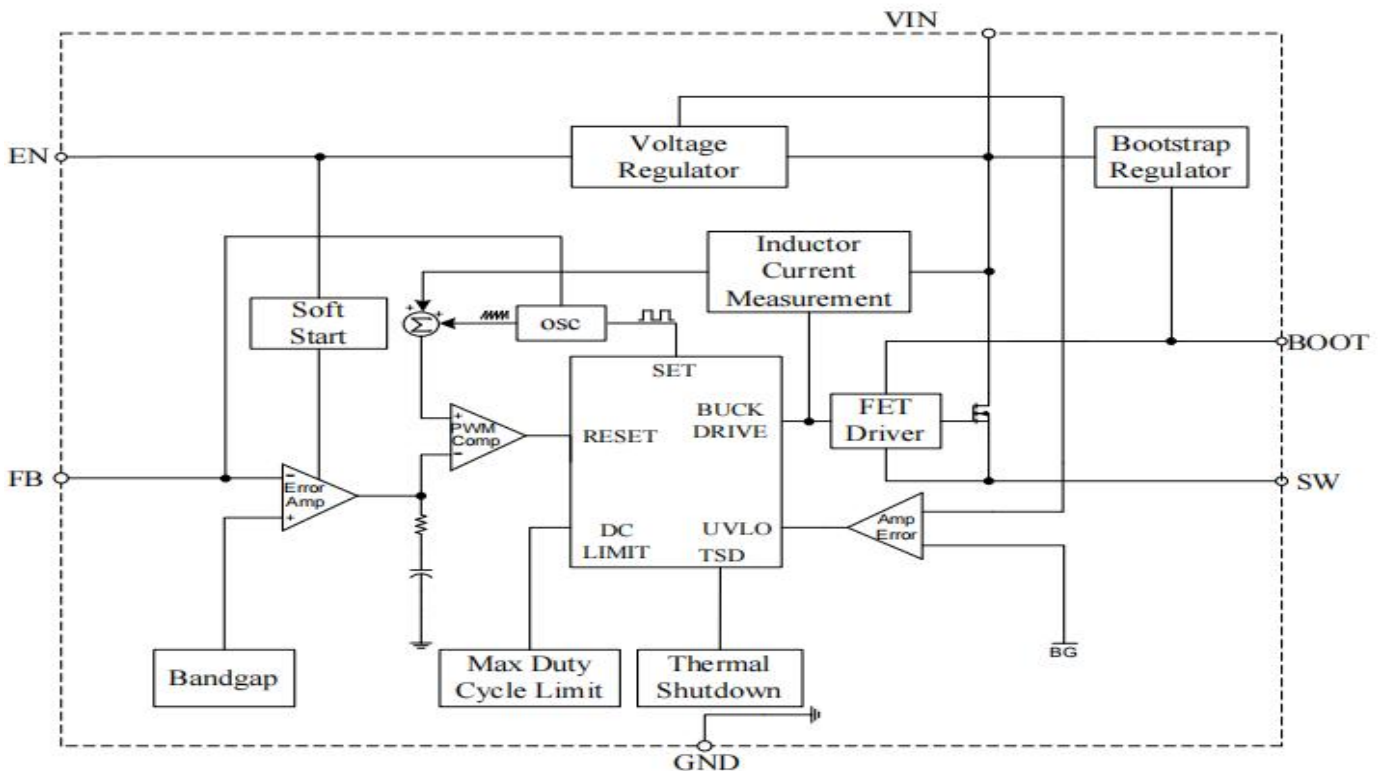 VIN
EN
Voltage
Regulator
Bootstrap
Regulator
Inductor
Current
Measurement
Soft
Start
+
+
Σ
osc
BOOT
SET
BUCK
DRIVE
FET
Driver
+
PWM
Comp
−
RESET
FB
−
Error
Amp
+
SW
DC
LIMIT
UVLO
TSD
Amp
Error
BG
Bandgap
Max Duty
Cycle Limit
Thermal
Shutdown
GND